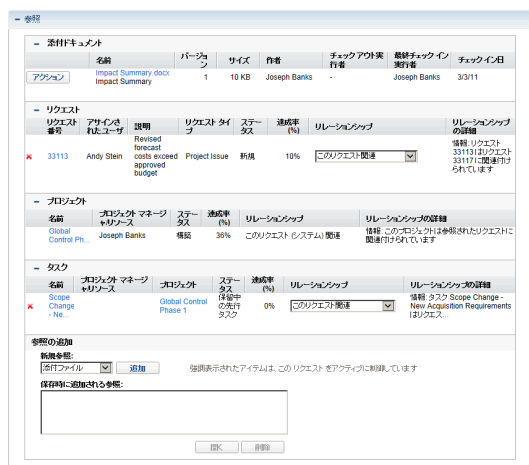 参照
添付ドキュメント
名前 バージョン サイズ 作者 チェックアウト実行者 最終チェックイン実行者 チェックイン日
アクション Impact Summary.docx 1 10 KB Joseph Banks - Joseph Banks 3/3/11
Impact Summary
リクエスト
リクエスト番号 アサインされたユーザ 説明 リクエスト タイプ ステータス 達成率(%) リレーションシップ リレーションシップの詳細
33113 Andy Stein Revised forecast costs exceed approved budget Project Issue 新規 10% このリクエスト関連 情報: リクエスト 33113 はリクエスト 33117 に関連付けられています
プロジェクト
名前 プロジェクト マネージャ/リソース ステータス 達成率(%) リレーションシップ リレーションシップの詳細
Global Control Ph... Joseph Banks 構築 36% このリクエスト (システム) 関連 情報: このプロジェクトは参照されたリクエストに関連付けられています
タスク
名前 プロジェクト マネージャ/リソース プロジェクト ステータス 達成率(%) リレーションシップ リレーションシップの詳細
Scope Change - Ne... Global Control Phase 1 保留中の先行タスク 0% このリクエスト関連 情報: タスク Scope Change - New Acquisition Requirements はリクエス...
参照の追加
新規参照:
添付ファイル 追加 強調表示されたアイテムは、この リクエスト をアクティブに制御しています
保存時に追加される参照:
開K 削除